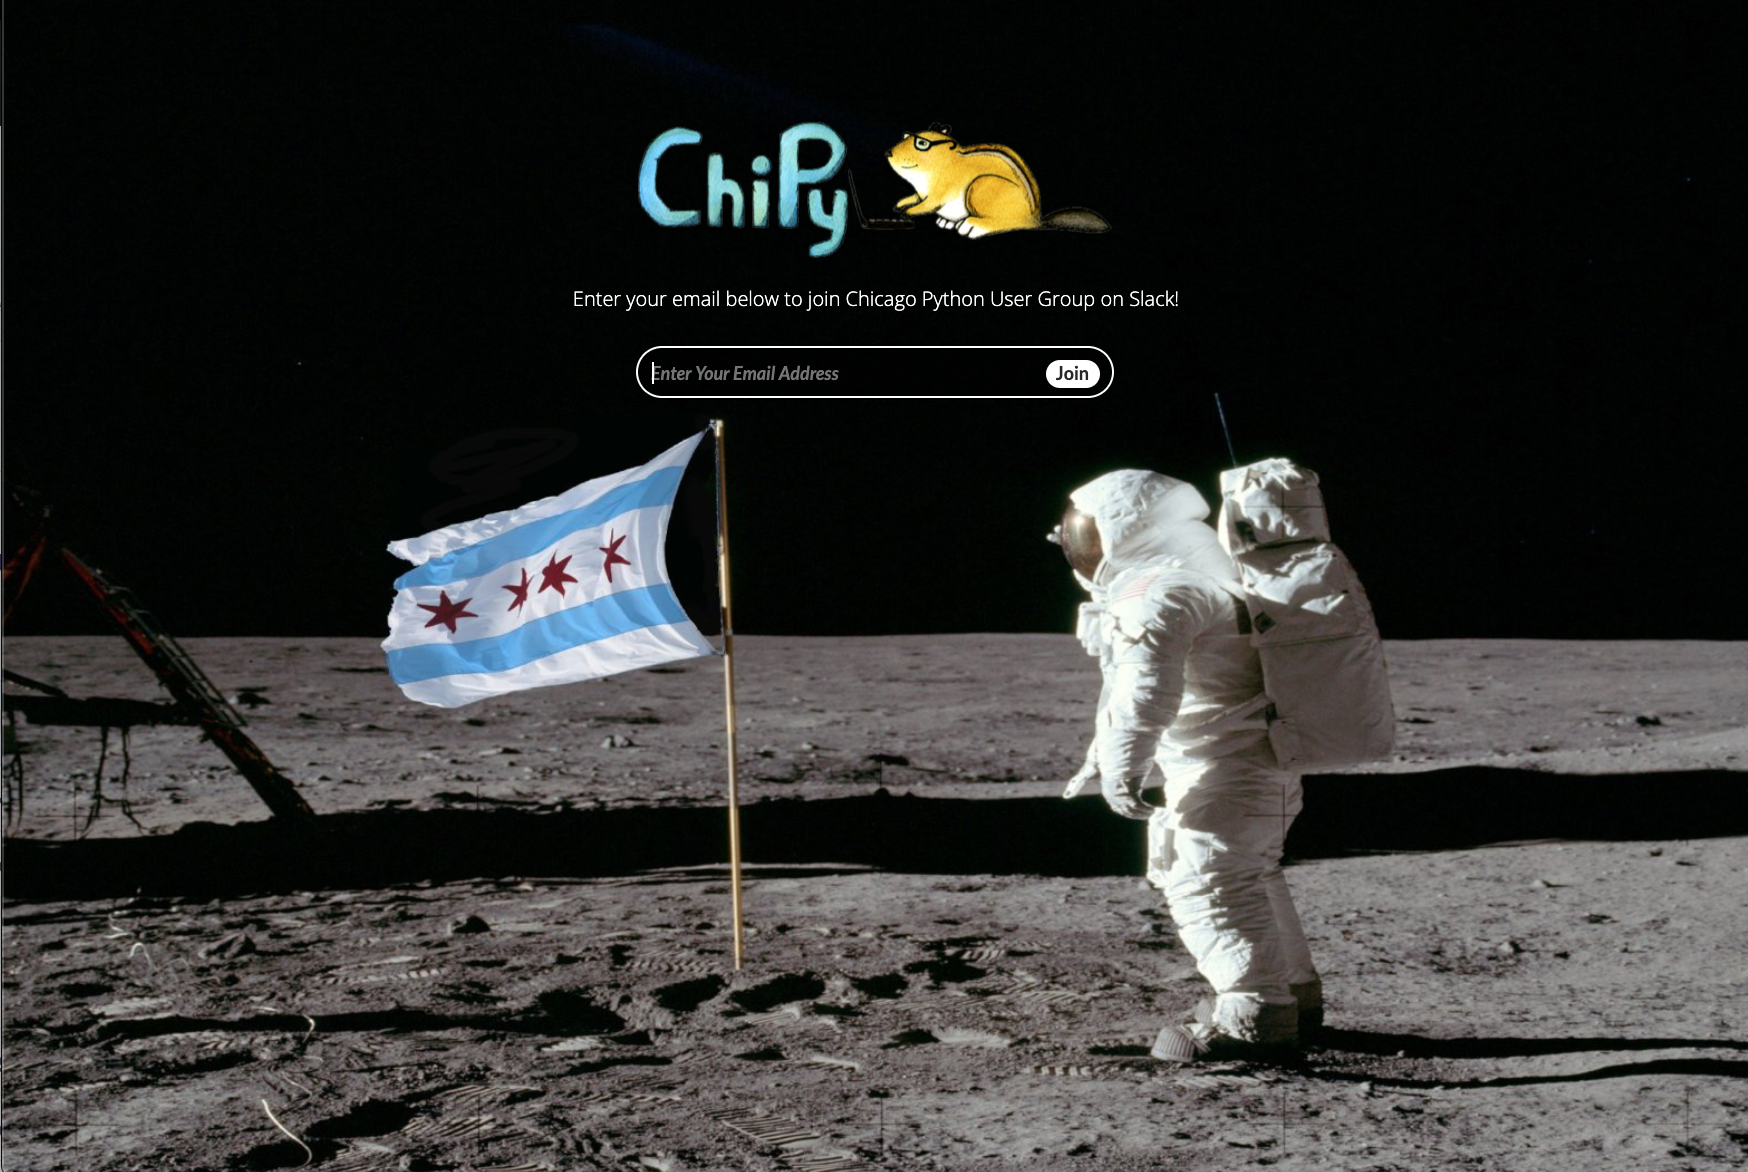 ChiPy
Enter your email below to join Chicago Python User Group on Slack!
Enter Your Email Address
Join